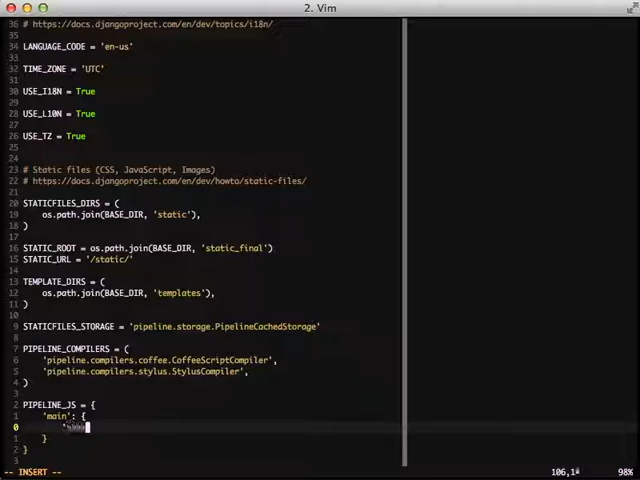 2. Vim
36 # https://docs.djangoproject.com/en/dev/topics/i18n/
35
34 LANGUAGE_CODE = 'en-us'
33
32 TIME_ZONE = 'UTC'
31
30 USE_I18N = True
29
28 USE_L10N = True
27
26 USE_TZ = True
25
24
23 # Static files (CSS, JavaScript, Images)
22 # https://docs.djangoproject.com/en/dev/howto/static-files/
21
20 STATICFILES_DIRS = (
19 os.path.join(BASE_DIR, 'static'),
18 )
17
16 STATIC_ROOT = os.path.join(BASE_DIR, 'static_final')
15 STATIC_URL = '/static/'
14
13 TEMPLATE_DIRS = (
12 os.path.join(BASE_DIR, 'templates'),
11 )
10
9 STATICFILES_STORAGE = 'pipeline.storage.PipelineCachedStorage'
8
7 PIPELINE_COMPILERS = (
6 'pipeline.compilers.coffee.CoffeeScriptCompiler',
5 'pipeline.compilers.stylus.StylusCompiler',
4 )
3
2 PIPELINE_JS = {
1 'main': {
0
1 }
2 }
3
-- INSERT -- 98%